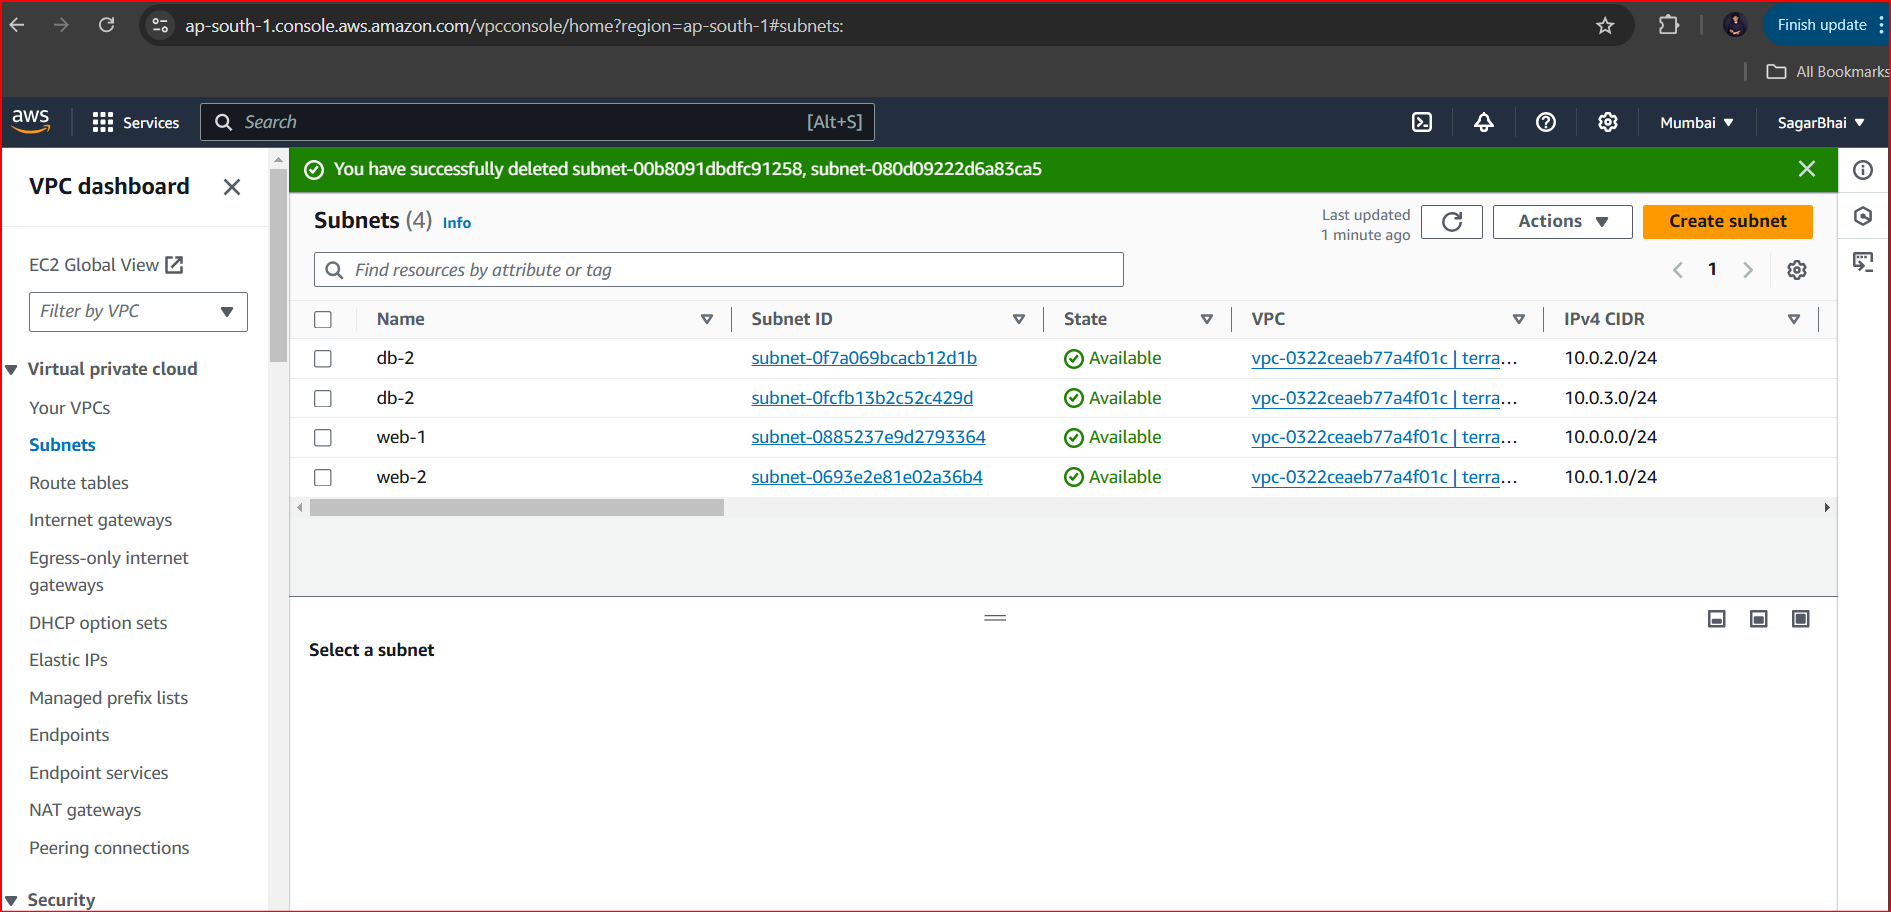 ap-south-1.console.aws.amazon.com/vpcconsole/home?region=ap-south-1#subnets:
Finish update
All Bookmarks
aws
Services
Search
[Alt+S]
Mumbai
SagarBhai
You have successfully deleted subnet-00b8091dbdfc91258, subnet-080d09222d6a83ca5
VPC dashboard
EC2 Global View
Filter by VPC
Virtual private cloud
Your VPCs
Subnets
Route tables
Internet gateways
Egress-only internet
gateways
DHCP option sets
Elastic IPs
Managed prefix lists
Endpoints
Endpoint services
NAT gateways
Peering connections
Security
Subnets (4) Info
Last updated
1 minute ago
Actions
Create subnet
Find resources by attribute or tag
1
Name Subnet ID State VPC IPv4 CIDR
db-2 subnet-0f7a069bcacb12d1b Available vpc-0322ceaeb77a4f01c | terra... 10.0.2.0/24
db-2 subnet-0fcfb13b2c52c429d Available vpc-0322ceaeb77a4f01c | terra... 10.0.3.0/24
web-1 subnet-0885237e9d2793364 Available vpc-0322ceaeb77a4f01c | terra... 10.0.0.0/24
web-2 subnet-0693e2e81e02a36b4 Available vpc-0322ceaeb77a4f01c | terra... 10.0.1.0/24
Select a subnet